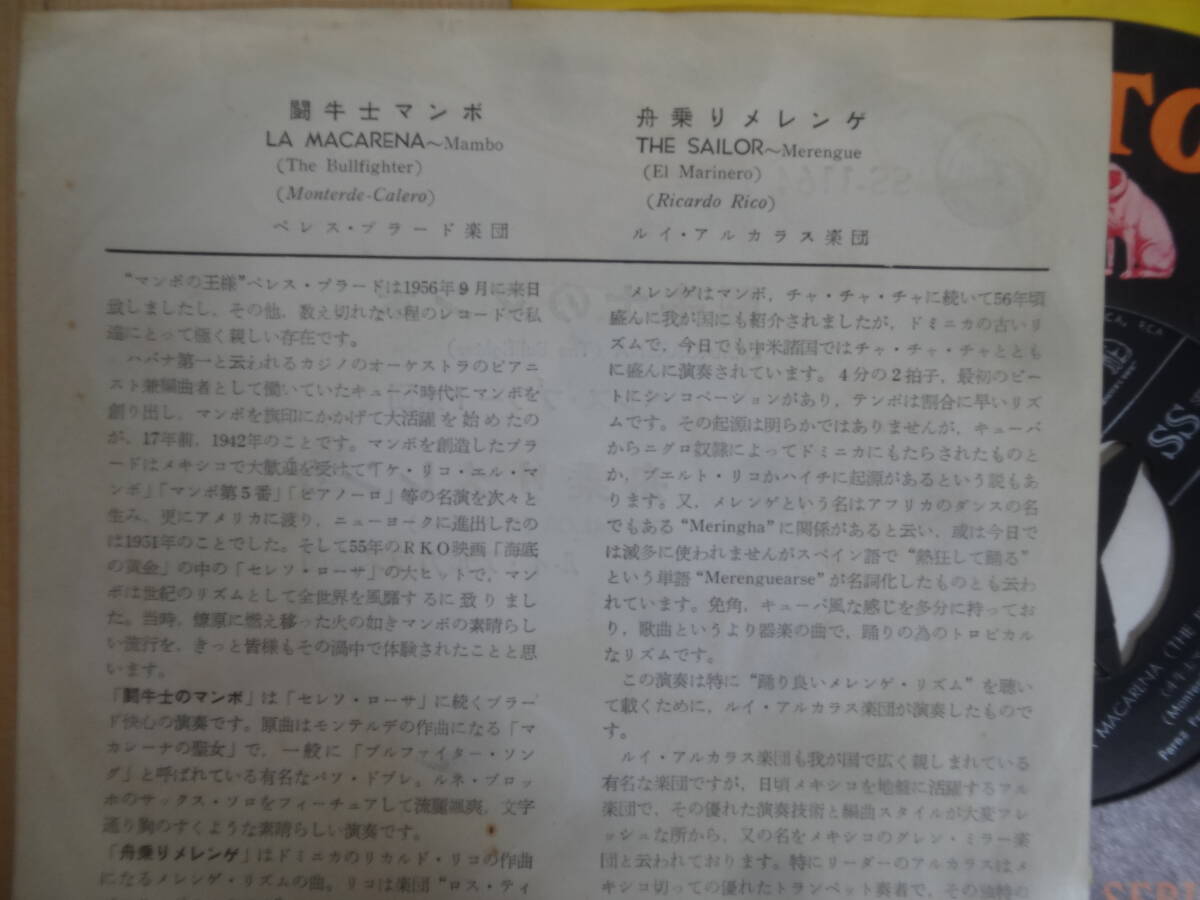 闘牛士マンボ
LA MACARENA～Mambo
(The Bullfighter)
(Monterde-Calero)
ペレス・プラード楽団
“マンボの王様”ペレス・プラードは1956年9月に来日
致しましたし、その他、数え切れない程のレコードで私
達にとって極く親しい存在です。
ハバナ第一と云われるカジノのオーケストラのピアニ
スト兼編曲者として働いていたキューバ時代にマンボを
創り出し、マンボを旗印にかかげて大活躍を始めたの
が、17年前、1942年のことです。マンボを創造したプラ
ードはメキシコで大歓迎を受けて「ケ・リコ・エル・マ
ンボ」「マンボ第5番」「ピアノーロ」等の名演を次々と
生み、更にアメリカに渡り、ニューヨークに進出したの
は1951年のことでした。そして55年のRKO映画「海底
の黄金」の中の「セレソ・ローサ」の大ヒットで、マン
ボは世紀のリズムとして全世界を風靡するに致りまし
た。当時、燎原に燃え移った火の如きマンボの素晴らし
い流行を、きっと皆様もその渦中で体験されたことと思
います。
「闘牛士のマンボ」は「セレソ・ローサ」に続くプラー
ド快心の演奏です。原曲はモンテルデの作曲になる「マ
カレーナの聖女」で、一般に「ブルファイター・ソン
グ」と呼ばれている有名なパソ・ドブレ。ルネ・ブロッ
ホのサックス・ソロをフィーチュアして流麗颯爽、文字
通り胸のすくような素晴らしい演奏です。
「舟乗りメレンゲ」はドミニカのリカルド・リコの作曲
になるメレンゲ・リズムの曲。リコは楽団“ロス・ティ
舟乗りメレンゲ
THE SAILOR～Merengue
(El Marinero)
(Ricardo Rico)
ルイ・アルカラス楽団
メレンゲはマンボ、チャ・チャ・チャに続いて56年頃
盛んに我が国にも紹介されましたが、ドミニカの古いリ
ズムで、今日でも中米諸国ではチャ・チャ・チャととも
に盛んに演奏されています。4分の2拍子、最初のビート
にシンコペーションがあり、テンポは割合に早いリズ
ムです。その起源は明らかではありませんが、キューバ
からニグロ奴隷によってドミニカにもたらされたものと
か、プエルト・リコかハイチに起源があるという説もあ
ります。又、メレンゲという名はアフリカのダンスの名
でもある“Meringha”に関係があると云い、或は今日で
は滅多に使われませんがスペイン語で“熱狂して踊る”
という単語“Merenguearse”が名詞化したものとも云わ
れています。兎角、キューバ風な感じを多分に持ってお
り、歌曲というより器楽の曲で、踊りの為のトロピカル
なリズムです。
この演奏は特に“踊り良いメレンゲ・リズム”を聴い
て載くために、ルイ・アルカラス楽団が演奏したもので
す。
ルイ・アルカラス楽団も我が国で広く親しまれている
有名な楽団ですが、日頃メキシコを地盤に活躍するアル
楽団で、その優れた演奏技術と編曲スタイルが大変フレ
ッシュな所から、又の名をメキシコのグレン・ミラー楽
団と云われております。特にリーダーのアルカラスはメ
キシコ切っての優れたトランペット奏者で、その独特の
SS
MACARENA (THE
Perez